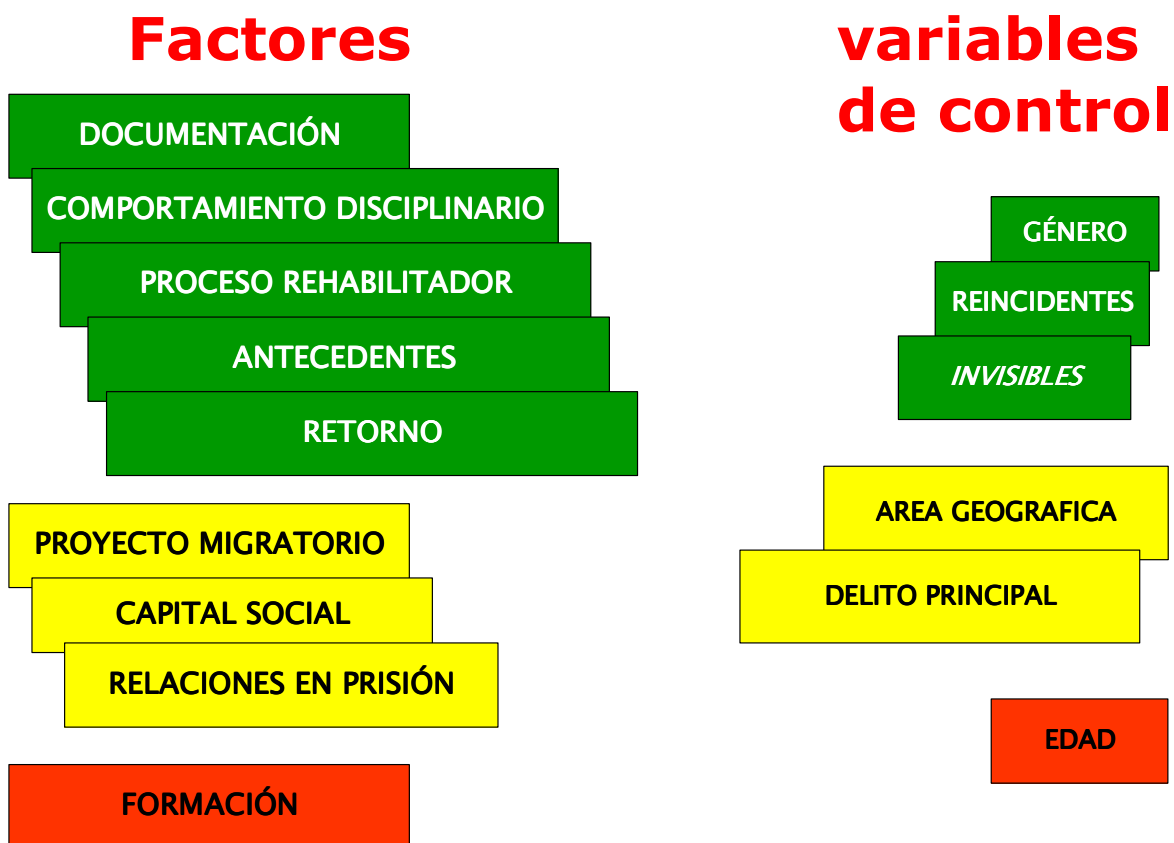 Factores
DOCUMENTACIÓN
COMPORTAMIENTO DISCIPLINARIO
PROCESO REHABILITADOR
ANTECEDENTES
RETORNO
PROYECTO MIGRATORIO
CAPITAL SOCIAL
RELACIONES EN PRISIÓN
FORMACIÓN
variables
de control
GÉNERO
REINCIDENTES
INVISIBLES
AREA GEOGRAFICA
DELITO PRINCIPAL
EDAD